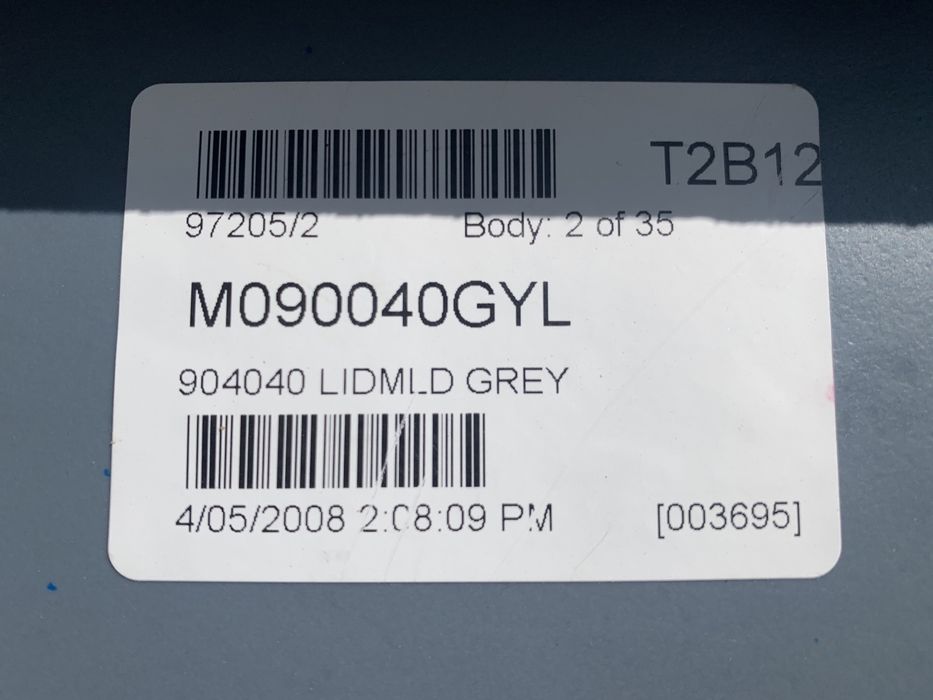 T2B12
97205/2 Body: 2 of 35
M090040GYL
904040 LIDMLD GREY
4/05/2008 2:08:09 PM [003695]